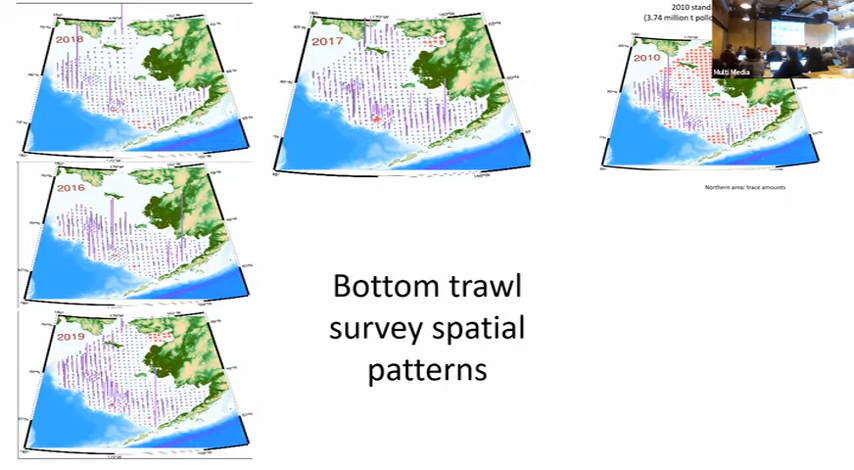 2018
2017
2010 stand
(3.74 million t pollo
2010
Multi Media
Northern area: trace amounts
2016
2019
Bottom trawl
survey spatial
patterns